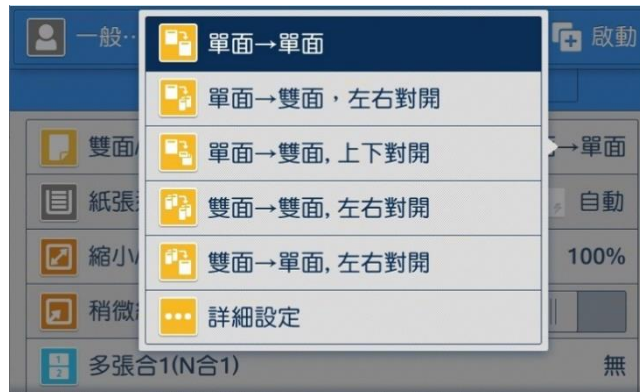 一般··
啟動
單面→單面
單面→雙面，左右對開
單面→雙面, 上下對開
雙面→雙面, 左右對開
雙面→單面, 左右對開
詳細設定
雙面/
→單面
紙張
自動
縮小/
100%
稍微
多張合1(N合1)
無